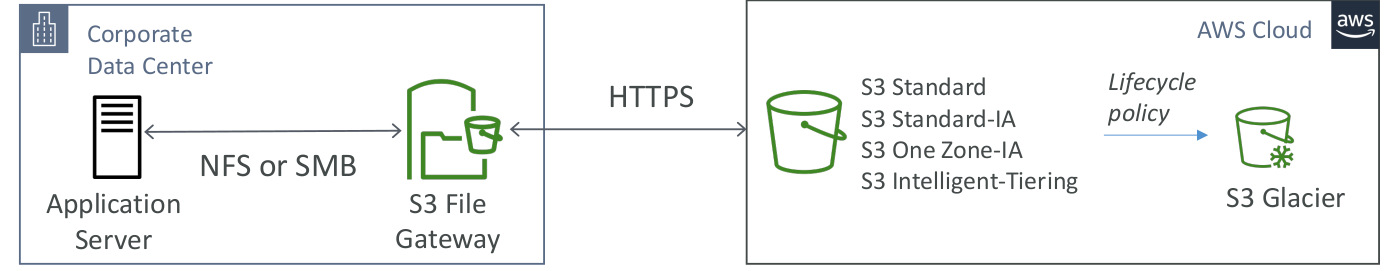 Corporate
Data Center
Application
Server
NFS or SMB
S3 File
Gateway
HTTPS
AWS Cloud
aws
S3 Standard
S3 Standard-IA
S3 One Zone-IA
S3 Intelligent-Tiering
Lifecycle
policy
S3 Glacier